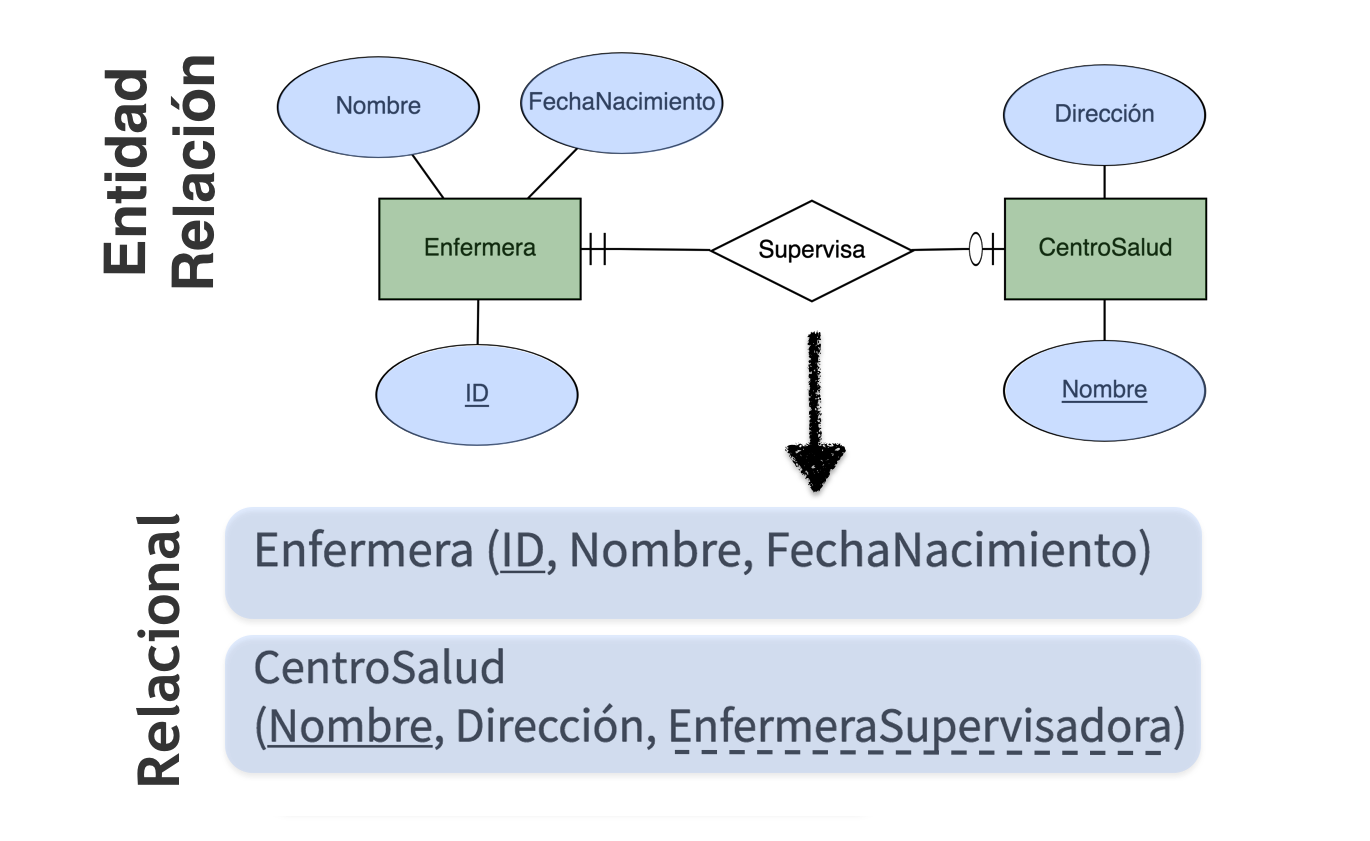 Entidad
Relación
Nombre
FechaNacimiento
Dirección
Enfermera
Supervisa
CentroSalud
ID
Nombre
Relacional
Enfermera (ID, Nombre, FechaNacimiento)
CentroSalud
(Nombre, Dirección, EnfermeraSupervisadora)